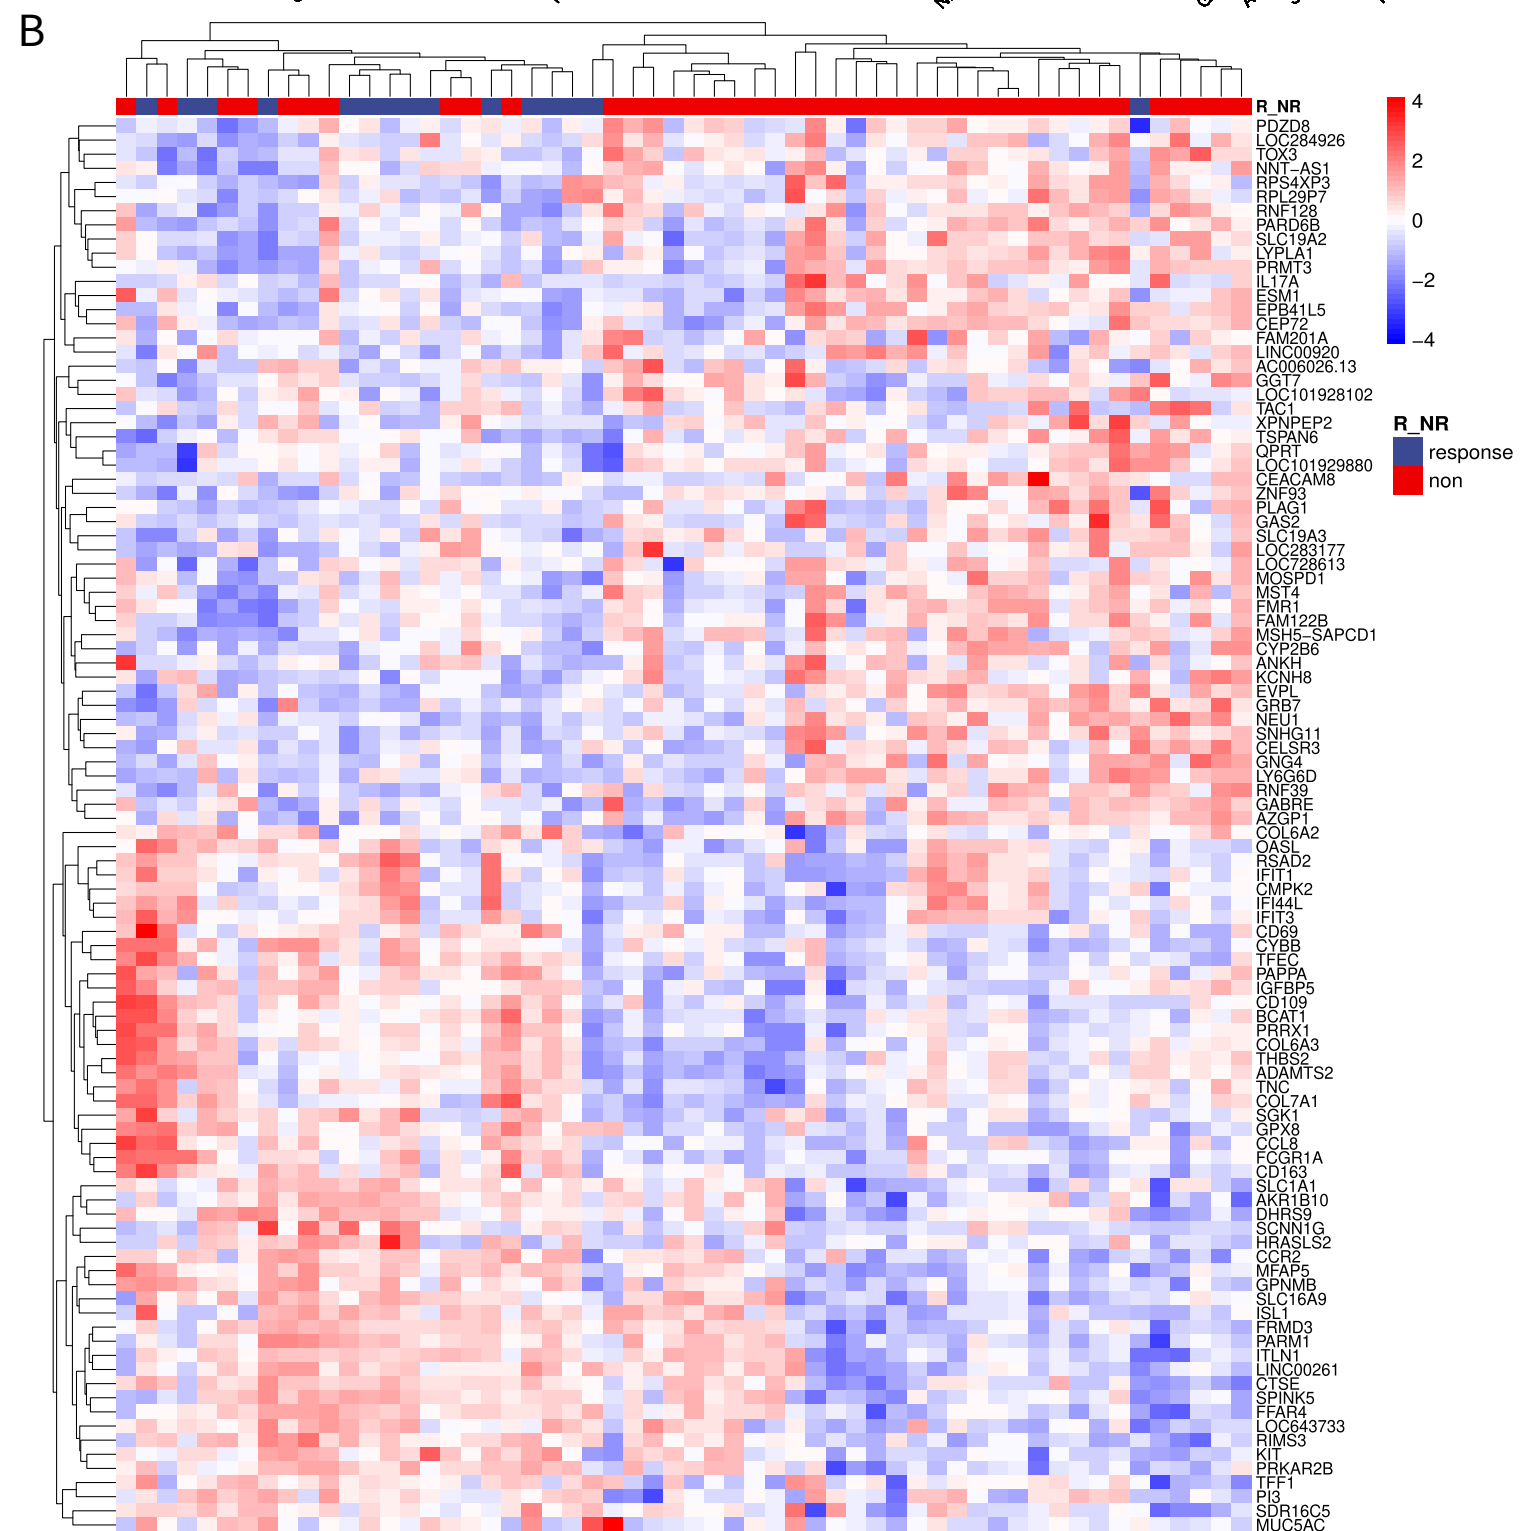 B
R_NR
PDZD8
LOC284926
TOX3
NNT−AS1
RPS4XP3
RPL29P7
RNF128
PARD6B
SLC19A2
LYPLA1
PRMT3
IL17A
ESM1
EPB41L5
CEP72
FAM201A
LINC00920
AC006026.13
GGT7
LOC101928102
TAC1
XPNPEP2
TSPAN6
QPRT
LOC101929880
CEACAM8
ZNF93
PLAG1
GAS2
SLC19A3
LOC283177
LOC728613
MOSPD1
MST4
FMR1
FAM122B
MSH5−SAPCD1
CYP2B6
ANKH
KCNH8
EVPL
GRB7
NEU1
SNHG11
CELSR3
GNG4
LY6G6D
RNF39
GABRE
AZGP1
COL6A2
OASL
RSAD2
IFIT1
CMPK2
IFI44L
IFIT3
CD69
CYBB
TFEC
PAPPA
IGFBP5
CD109
BCAT1
PRRX1
COL6A3
THBS2
ADAMTS2
TNC
COL7A1
SGK1
GPX8
CCL8
FCGR1A
CD163
SLC1A1
AKR1B10
DHRS9
SCNN1G
HRASLS2
CCR2
MFAP5
GPNMB
SLC16A9
ISL1
FRMD3
PARM1
ITLN1
LINC00261
CTSE
SPINK5
FFAR4
LOC643733
RIMS3
KIT
PRKAR2B
TFF1
PI3
SDR16C5
MUC5AC
4
2
0
−2
−4
R_NR
response
non